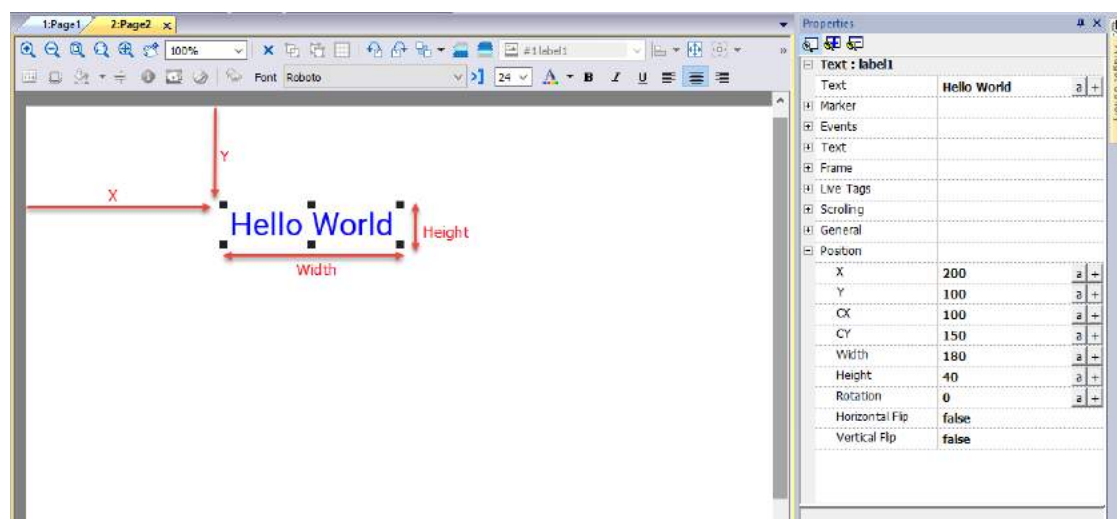 1:Page1 2:Page2
Properties
100%
#1 label1
Font Roboto
24
B I U
Text : label1
Text Hello World a +
Marker
Events
Text
Frame
Live Tags
Scrolling
General
Position
X 200 a +
Y 100 a +
CX 100 a +
CY 150 a +
Width 180 a +
Height 40 a +
Rotation 0 a +
Horizontal Flip false
Vertical Flip false
Y
X
Hello World
Height
Width